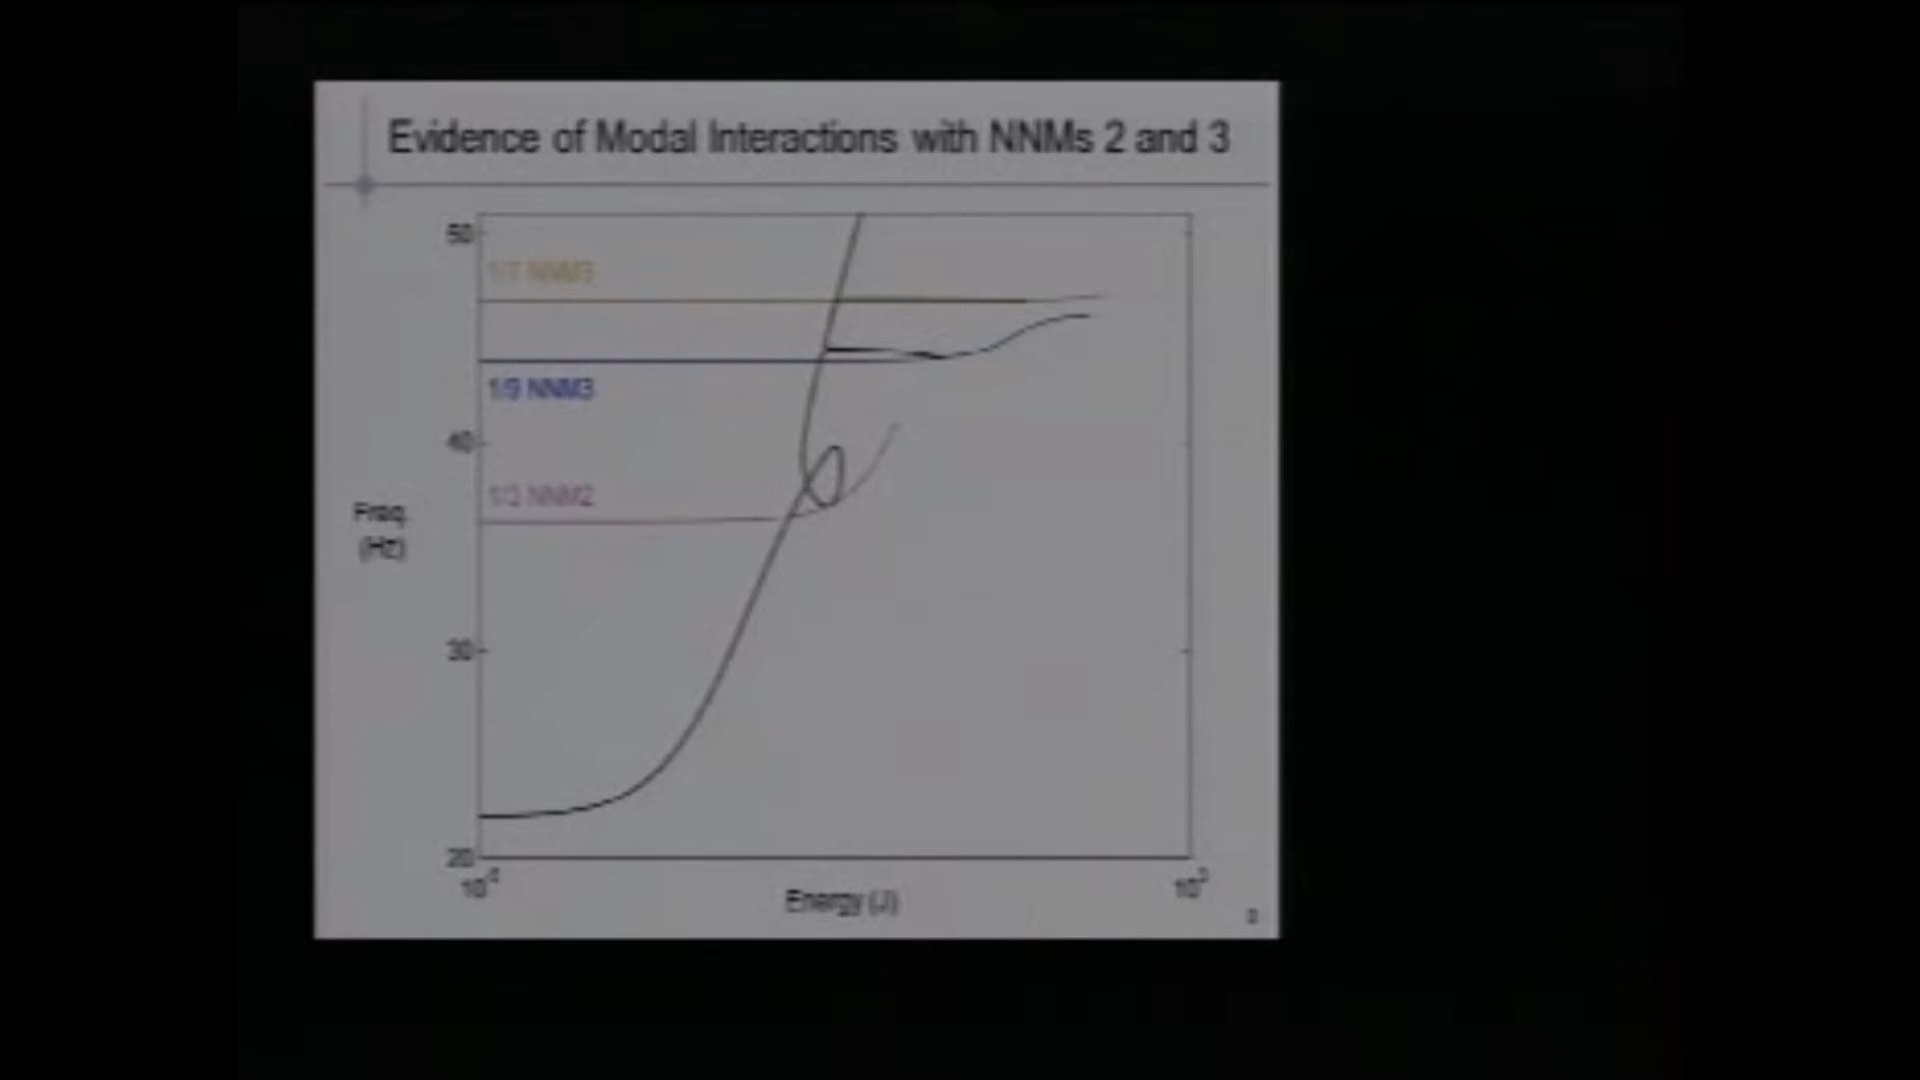 Evidence of Modal Interactions with NNMs 2 and 3
50
1/7 NNM3
1/9 NNM3
40
1/3 NNM2
Freq.
(Hz)
30
20
Energy (J)